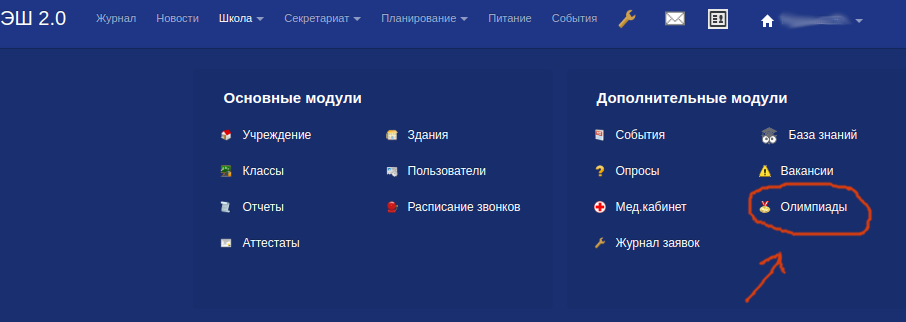 ЭШ 2.0 Журнал Новости Школа Секретариат Планирование Питание События
Основные модули
Учреждение Здания
Классы Пользователи
Отчеты Расписание звонков
Аттестаты
Дополнительные модули
События База знаний
Опросы Вакансии
Мед.кабинет Олимпиады
Журнал заявок